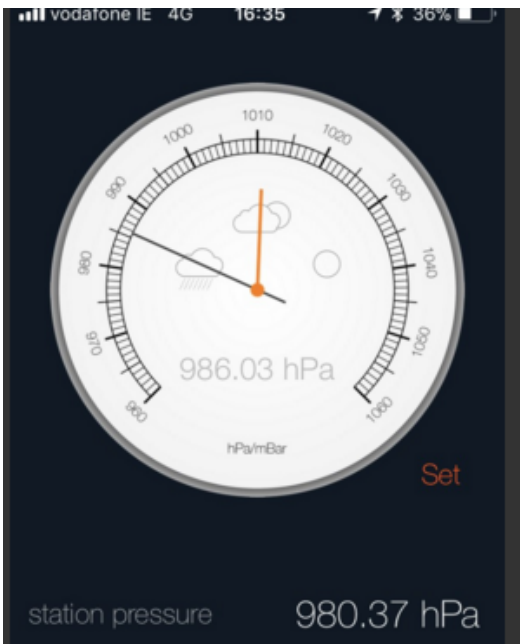 vodafone IE 4G 16:35 36%
1010
1000
1020
990
1030
980
1040
970
1050
986.03 hPa
960
1060
hPa/mBar
Set
station pressure 980.37 hPa